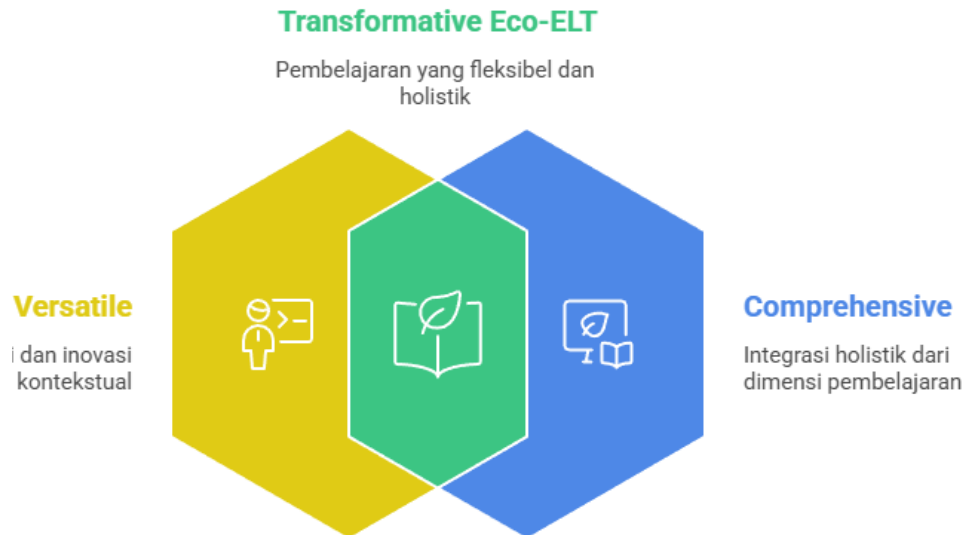 Transformative Eco-ELT
Pembelajaran yang fleksibel dan
holistik
Versatile
i dan inovasi
kontekstual
Comprehensive
Integrasi holistik dari
dimensi pembelajaran